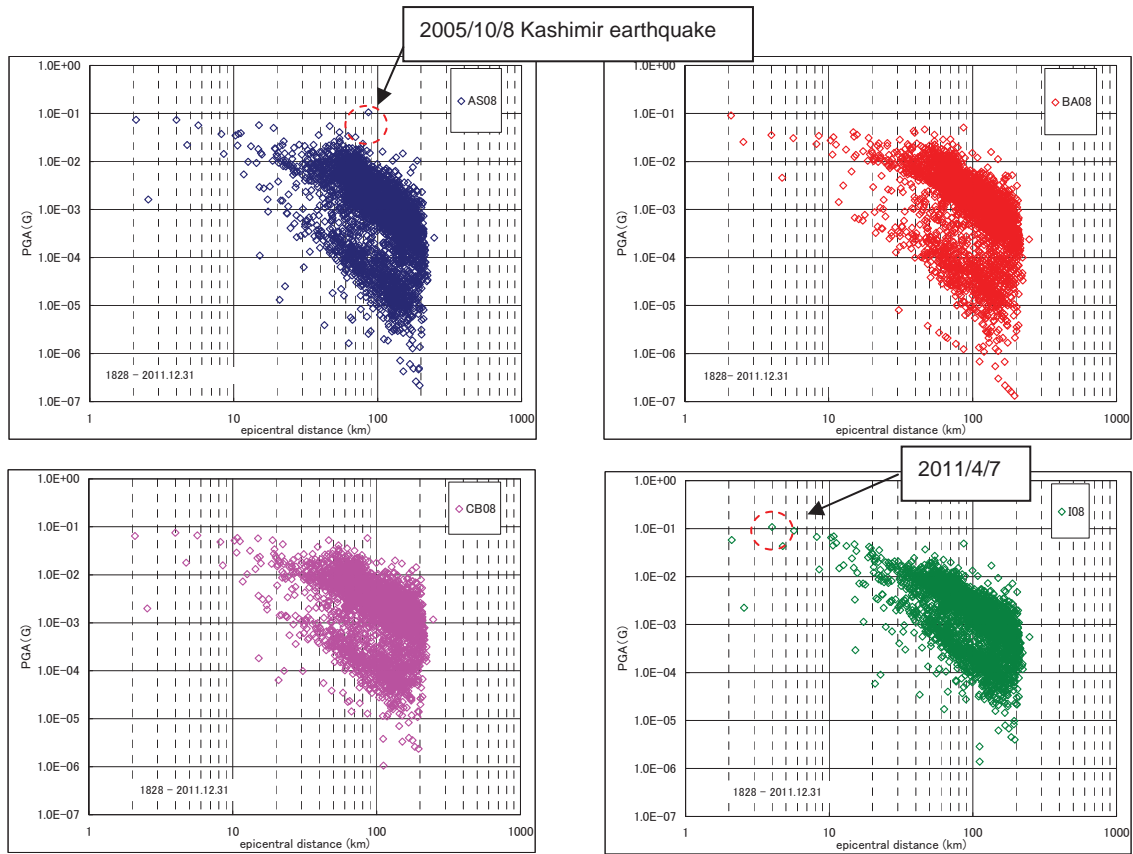 2005/10/8 Kashimir earthquake
1.0E+00
1.0E-01
1.0E-02
1.0E-03
1.0E-04
1.0E-05
1.0E-06
1.0E-07
PGA(G)
AS08
1828 - 2011.12.31
1 10 100 1000
epicentral distance (km)
1.0E+00
1.0E-01
1.0E-02
1.0E-03
1.0E-04
1.0E-05
1.0E-06
1.0E-07
PGA(G)
BA08
1828 - 2011.12.31
1 10 100 1000
epicentral distance (km)
1.0E+00
1.0E-01
1.0E-02
1.0E-03
1.0E-04
1.0E-05
1.0E-06
1.0E-07
PGA(G)
CB08
1828 - 2011.12.31
1 10 100 1000
epicentral distance (km)
2011/4/7
1.0E+00
1.0E-01
1.0E-02
1.0E-03
1.0E-04
1.0E-05
1.0E-06
1.0E-07
PGA(G)
I08
1828 - 2011.12.31
1 10 100 1000
epicentral distance (km)